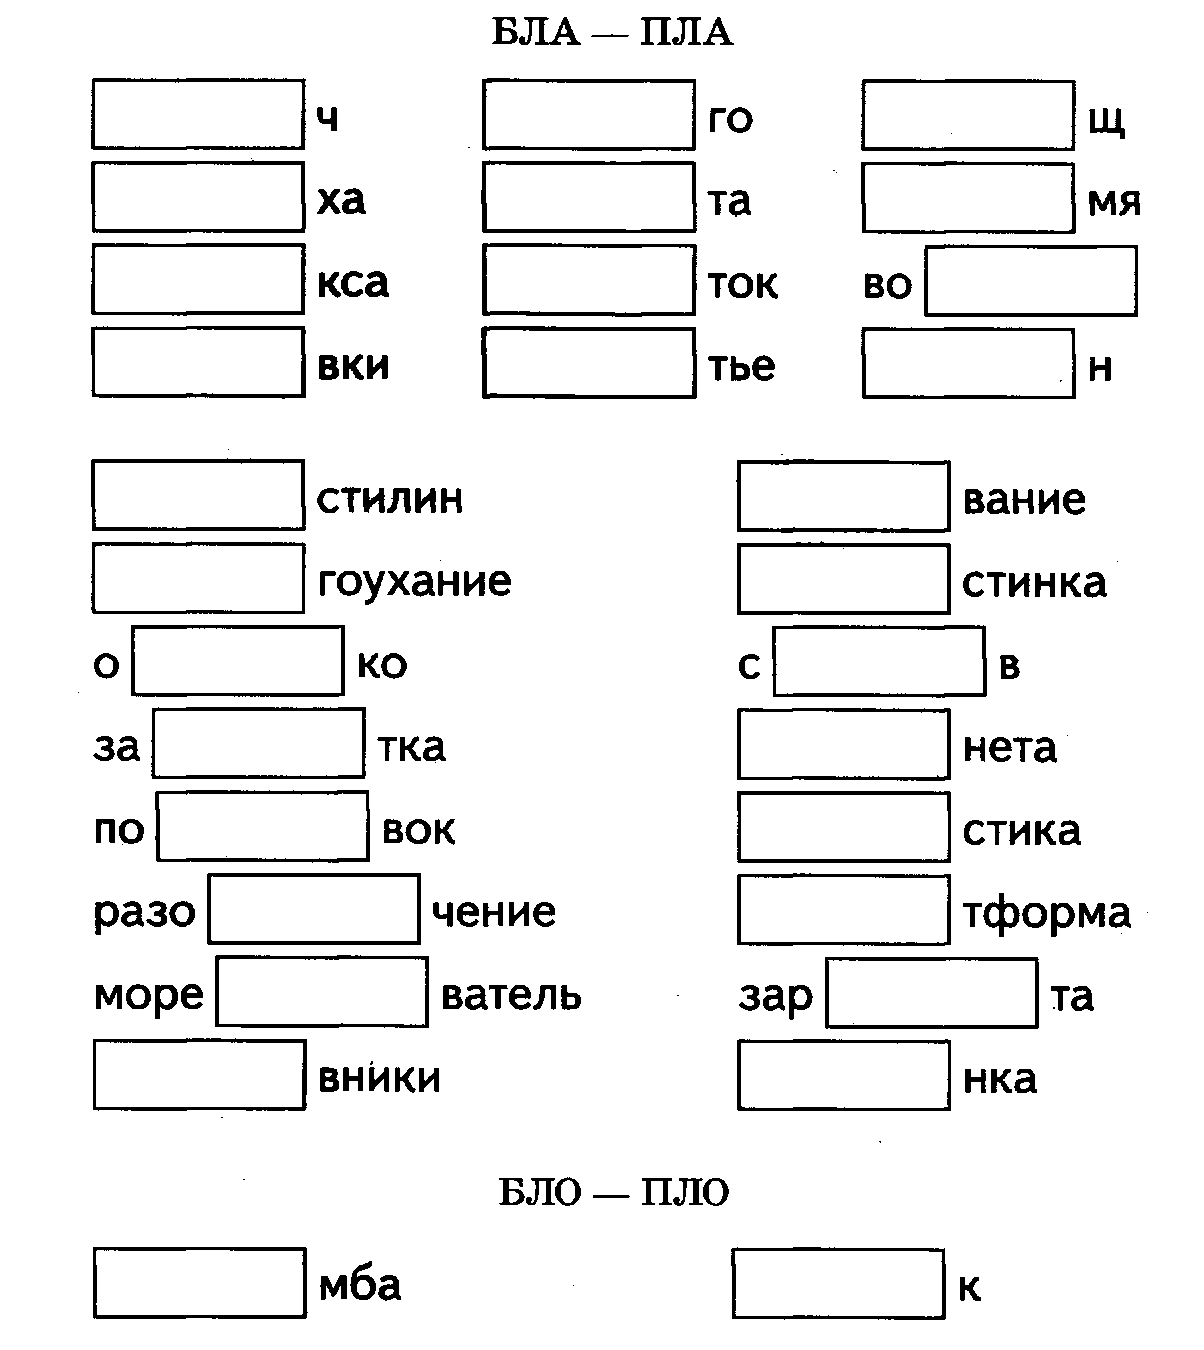 БЛА — ПЛА
ч го щ
ха та мя
кса ток во
вки тье н
стилин вание
гоухание стинка
о ко с в
за тка нета
по вок стика
разо чение тформа
море ватель зар та
вники нка
БЛО — ПЛО
мба к